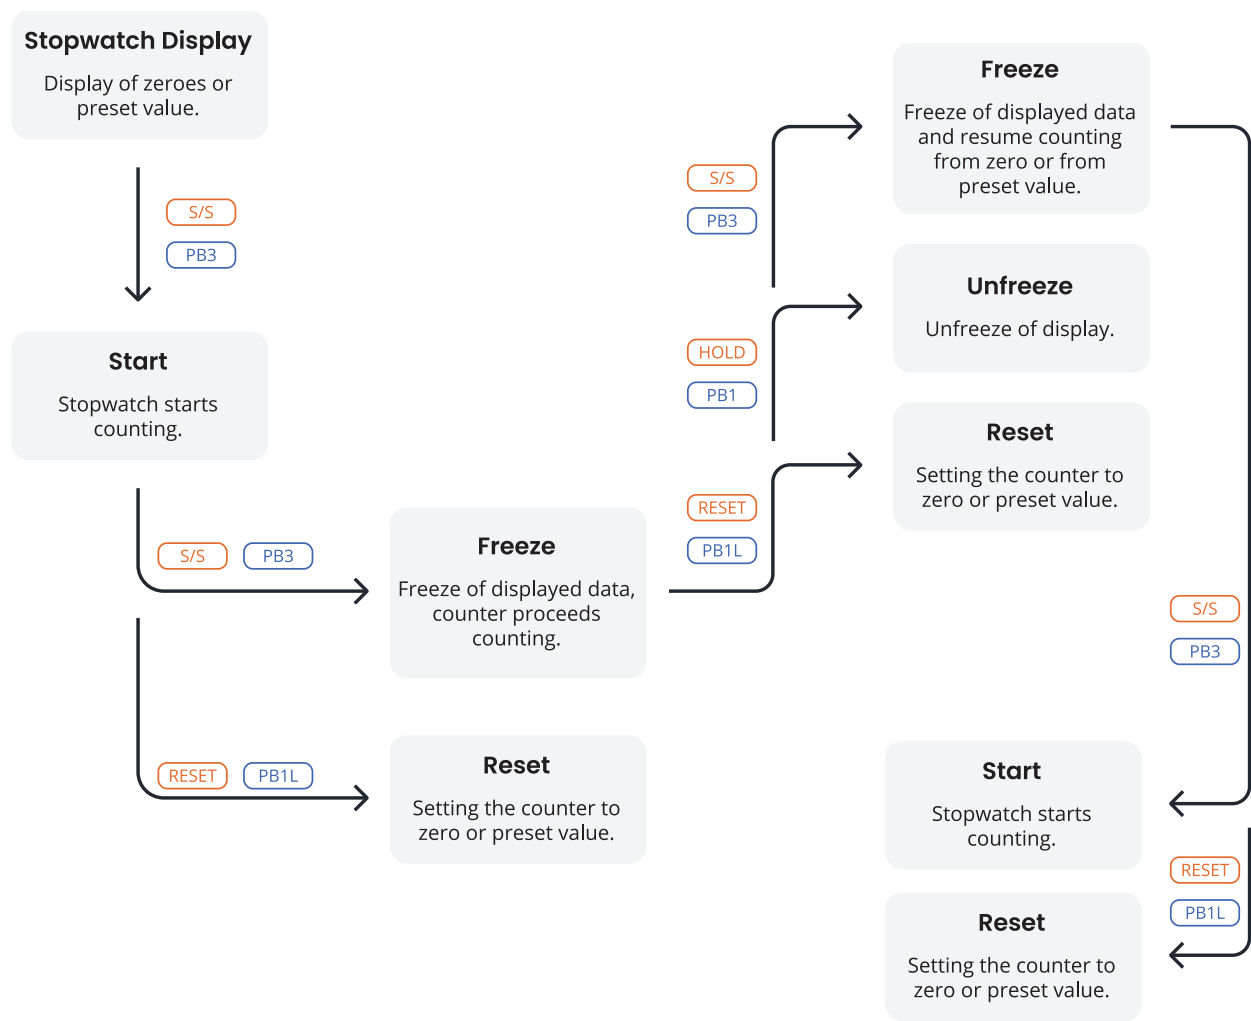 Stopwatch Display
Display of zeroes or
preset value.
S/S
PB3
Start
Stopwatch starts
counting.
S/S PB3
Freeze
Freeze of displayed data,
counter proceeds
counting.
RESET PB1L
Reset
Setting the counter to
zero or preset value.
S/S
PB3
Freeze
Freeze of displayed data
and resume counting
from zero or from
preset value.
HOLD
PB1
Unfreeze
Unfreeze of display.
RESET
PB1L
Reset
Setting the counter to
zero or preset value.
S/S
PB3
Start
Stopwatch starts
counting.
RESET
PB1L
Reset
Setting the counter to
zero or preset value.